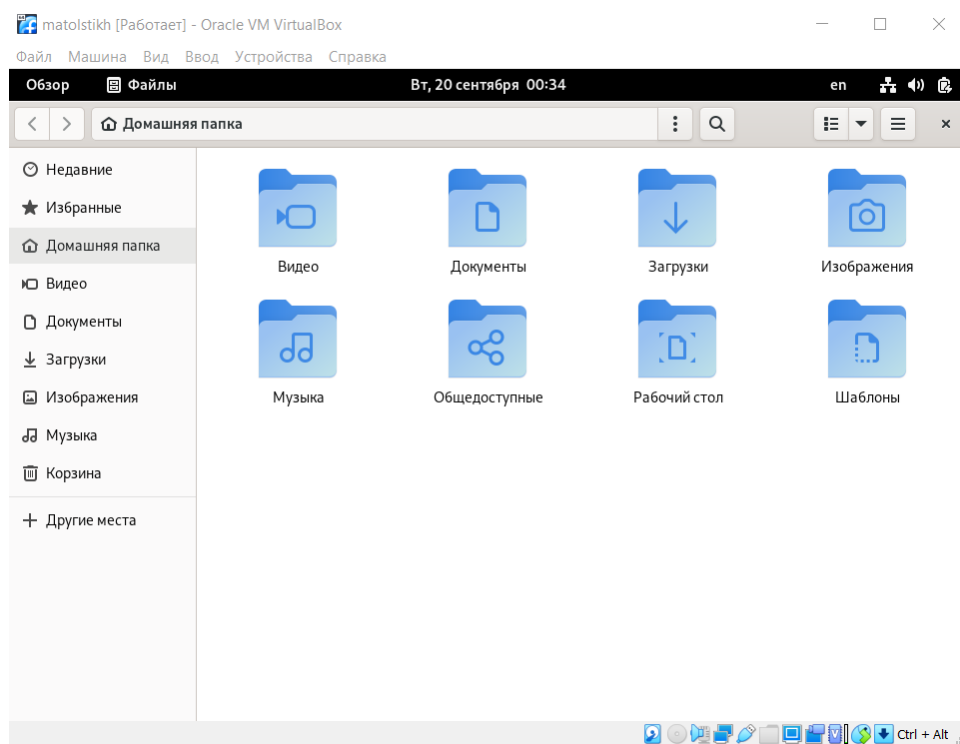 matolstikh [Работает] - Oracle VM VirtualBox
Файл Машина Вид Ввод Устройства Справка
Обзор Файлы Вт, 20 сентября 00:34 en
Домашняя папка
Недавние
Избранные
Домашняя папка
Видео
Документы
Загрузки
Изображения
Музыка
Корзина
Другие места
Видео Документы Загрузки Изображения
Музыка Общедоступные Рабочий стол Шаблоны
Ctrl + Alt